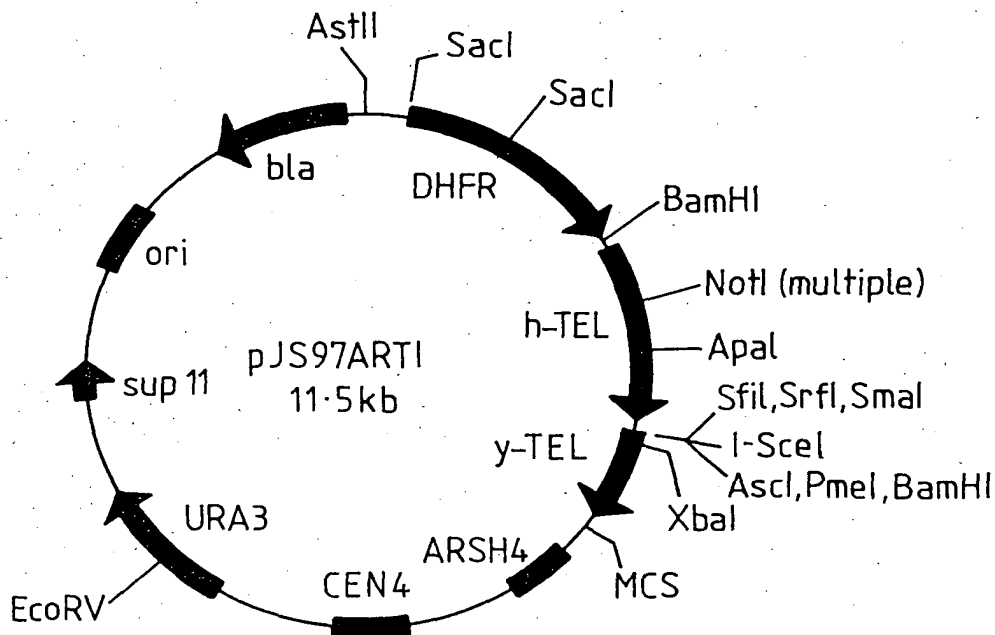 AstII
SacI
SacI
bla
DHFR
BamHI
ori
NotI (multiple)
h-TEL
pJS97ARTI
11·5kb
ApaI
sup 11
SfiI, SrfI, SmaI
y-TEL
I-SceI
AscI, PmeI, BamHI
XbaI
URA3
ARSH4
MCS
CEN4
EcoRV